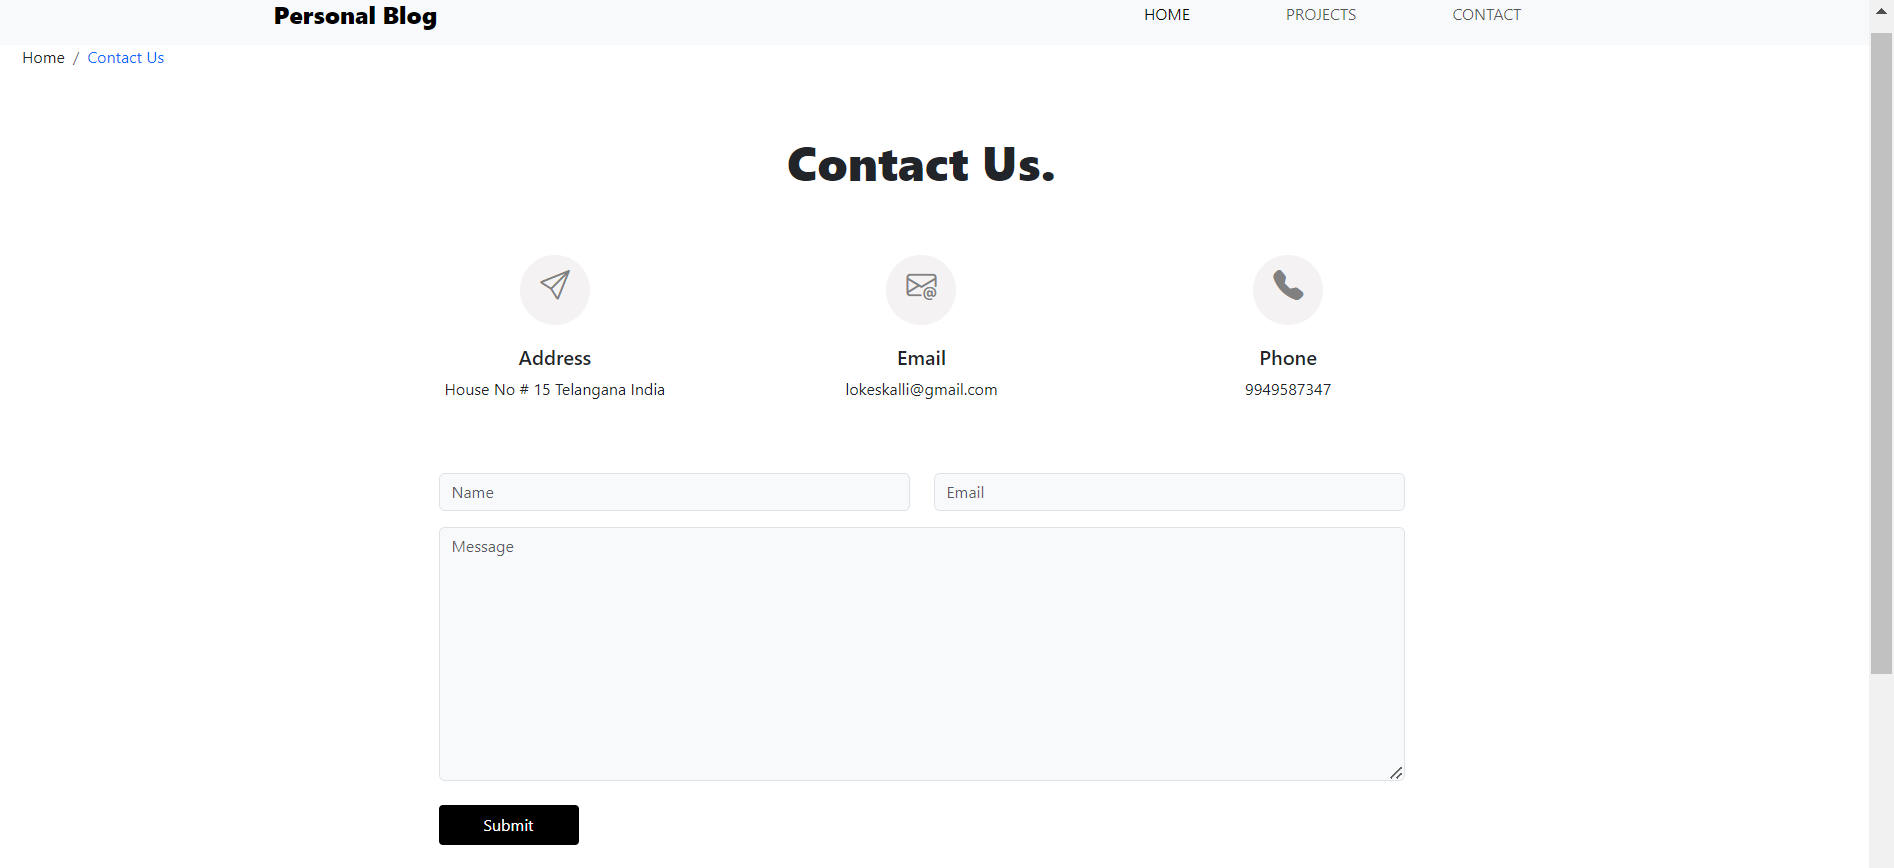 Personal Blog HOME PROJECTS CONTACT
Home / Contact Us
Contact Us.
Address
House No # 15 Telangana India
Email
lokeskalli@gmail.com
Phone
9949587347
Name
Email
Message
Submit